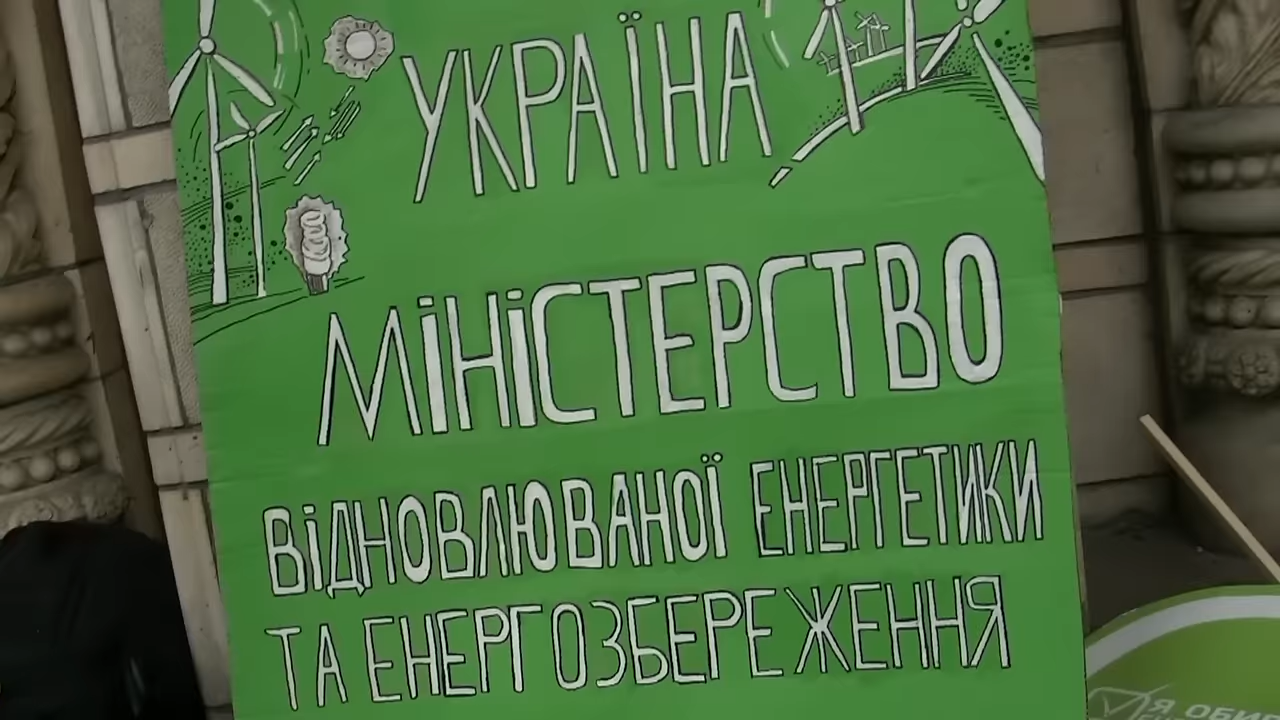 УКРАЇНА
МіНіСТЕРСТВО
ВіДНОВЛЮВАНОЇ ЕНЕРГЕТИКИ
ТА ЕНЕРГОЗБЕРЕЖЕННЯ
Я